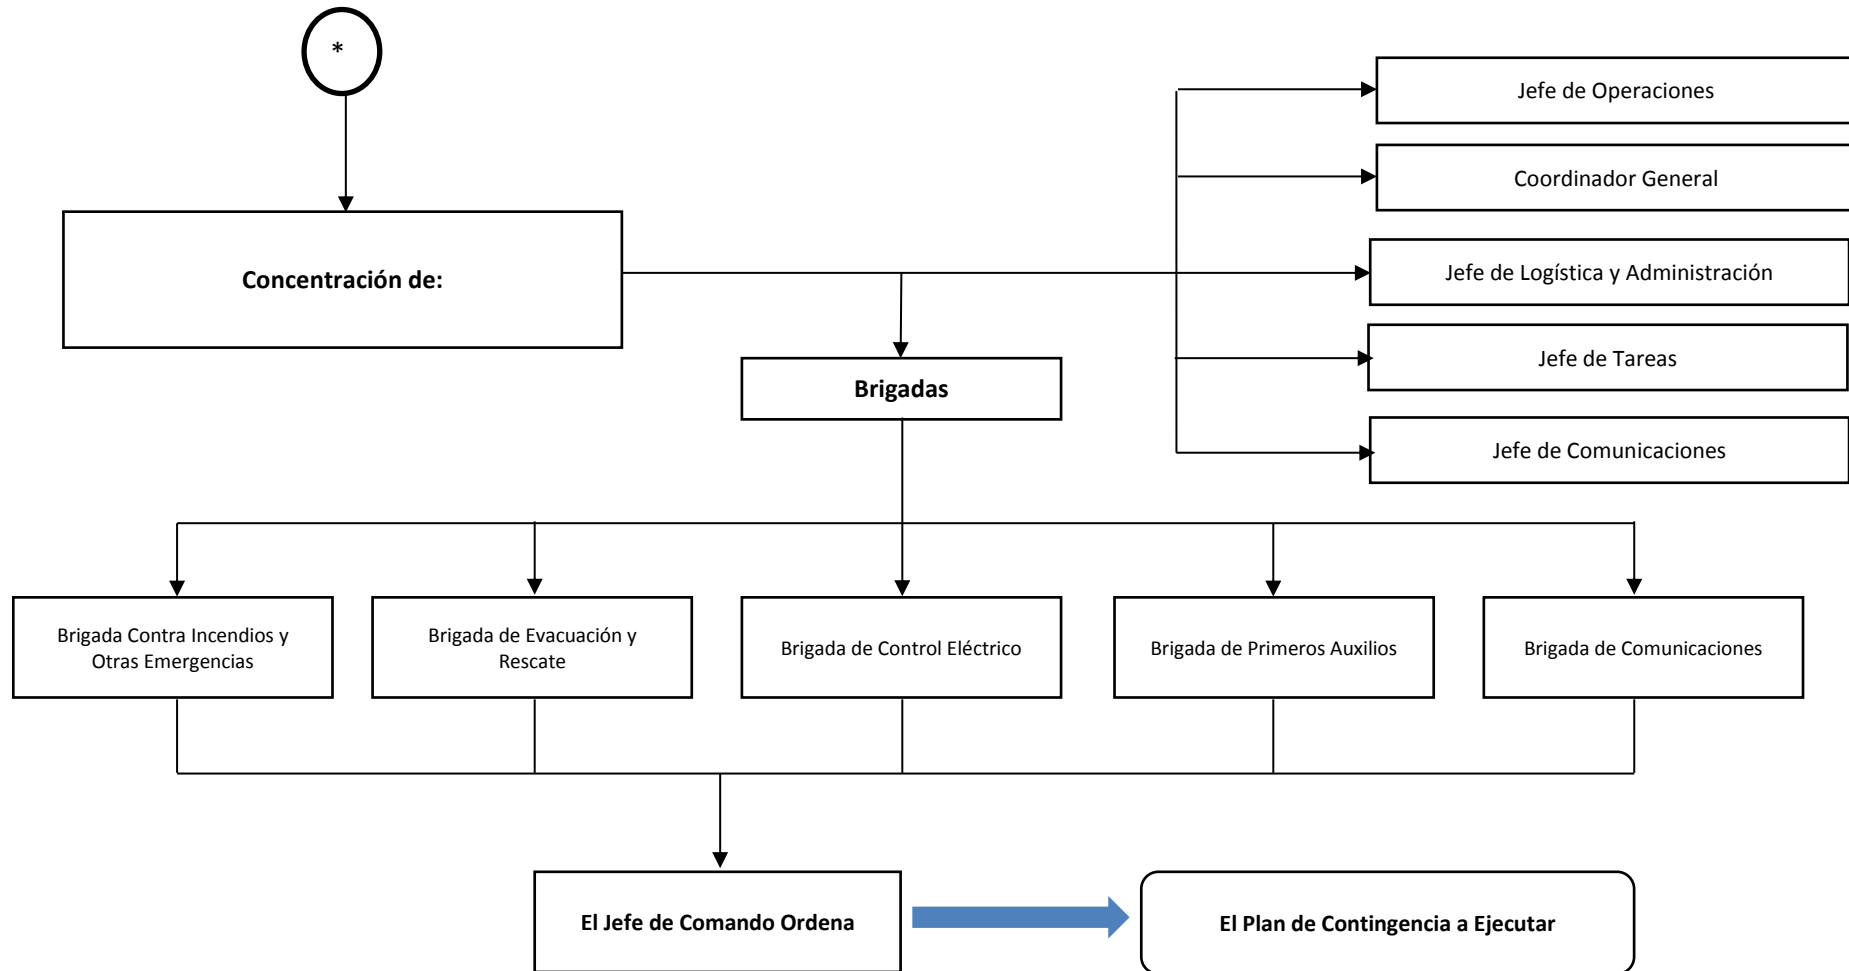 *
Jefe de Operaciones
Coordinador General
Concentración de:
Jefe de Logística y Administración
Jefe de Tareas
Brigadas
Jefe de Comunicaciones
Brigada Contra Incendios y
Otras Emergencias
Brigada de Evacuación y
Rescate
Brigada de Control Eléctrico
Brigada de Primeros Auxilios
Brigada de Comunicaciones
El Jefe de Comando Ordena
El Plan de Contingencia a Ejecutar